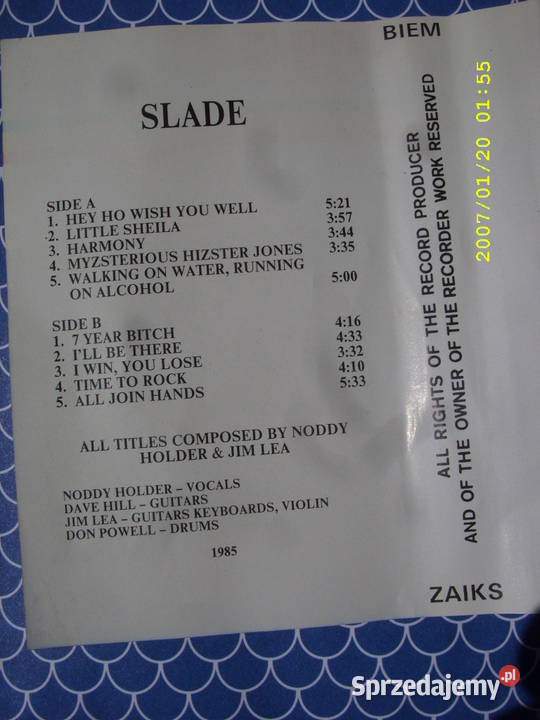 BIEM
SLADE
SIDE A
1. HEY HO WISH YOU WELL 5:21
2. LITTLE SHEILA 3:57
3. HARMONY 3:44
4. MYZSTERIOUS HIZSTER JONES 3:35
5. WALKING ON WATER, RUNNING
ON ALCOHOL 5:00
SIDE B
1. 7 YEAR BITCH 4:16
2. I'LL BE THERE 4:33
3. I WIN, YOU LOSE 3:32
4. TIME TO ROCK 4:10
5. ALL JOIN HANDS 5:33
ALL TITLES COMPOSED BY NODDY
HOLDER & JIM LEA
NODDY HOLDER – VOCALS
DAVE HILL – GUITARS
JIM LEA – GUITARS KEYBOARDS, VIOLIN
DON POWELL – DRUMS
1985
ALL RIGHTS OF THE RECORD PRODUCER
AND OF THE OWNER OF THE RECORDER WORK RESERVED
ZAIKS
2007/01/20 01:55
Sprzedajemy.pl